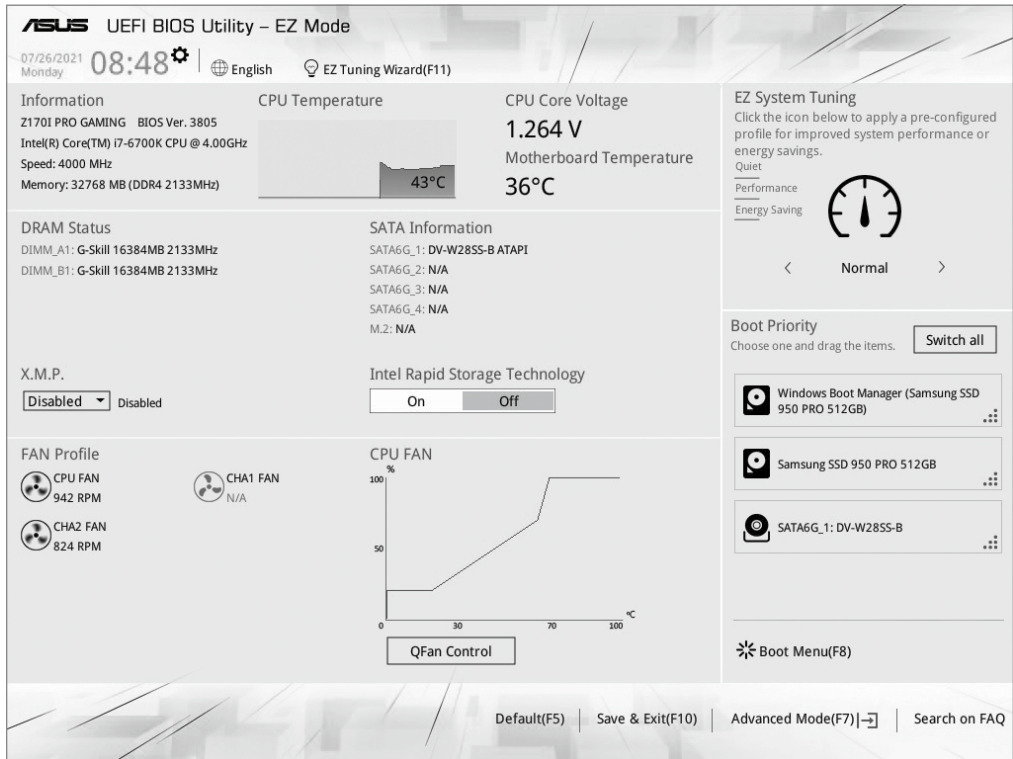 ASUS UEFI BIOS Utility – EZ Mode
07/26/2021
Monday
08:48
English
EZ Tuning Wizard(F11)
Information
Z170I PRO GAMING BIOS Ver. 3805
Intel(R) Core(TM) i7-6700K CPU @ 4.00GHz
Speed: 4000 MHz
Memory: 32768 MB (DDR4 2133MHz)
CPU Temperature
43°C
CPU Core Voltage
1.264 V
Motherboard Temperature
36°C
EZ System Tuning
Click the icon below to apply a pre-configured
profile for improved system performance or
energy savings.
Quiet
Performance
Energy Saving
< Normal >
DRAM Status
DIMM_A1: G-Skill 16384MB 2133MHz
DIMM_B1: G-Skill 16384MB 2133MHz
SATA Information
SATA6G_1: DV-W28SS-B ATAPI
SATA6G_2: N/A
SATA6G_3: N/A
SATA6G_4: N/A
M.2: N/A
X.M.P.
Disabled Disabled
Intel Rapid Storage Technology
On Off
Boot Priority
Choose one and drag the items.
Switch all
Windows Boot Manager (Samsung SSD
950 PRO 512GB)
Samsung SSD 950 PRO 512GB
SATA6G_1: DV-W28SS-B
Boot Menu(F8)
FAN Profile
CPU FAN
942 RPM
CHA1 FAN
N/A
CHA2 FAN
824 RPM
CPU FAN
%
100
50
0 30 70 100
°C
QFan Control
Default(F5) Save & Exit(F10) Advanced Mode(F7) Search on FAQ